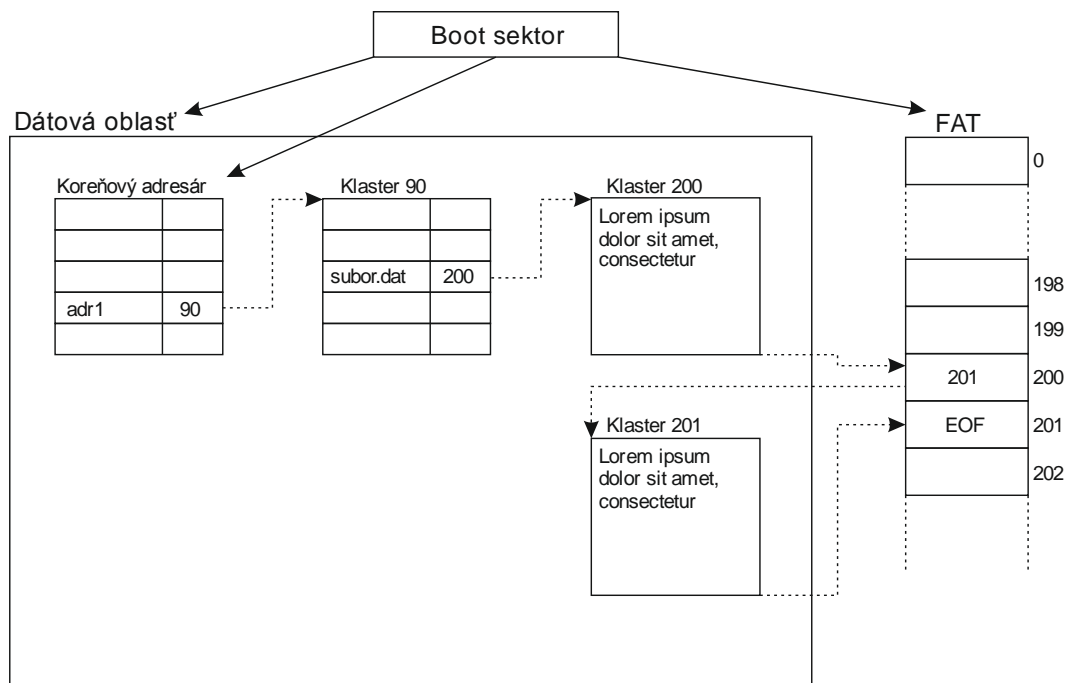 Boot sektor
Dátová oblasť
FAT
0
Koreňový adresár
Klaster 90
Klaster 200
Lorem ipsum
dolor sit amet,
consectetur
subor.dat 200
adr1 90
198
199
201 200
EOF 201
202
Klaster 201
Lorem ipsum
dolor sit amet,
consectetur